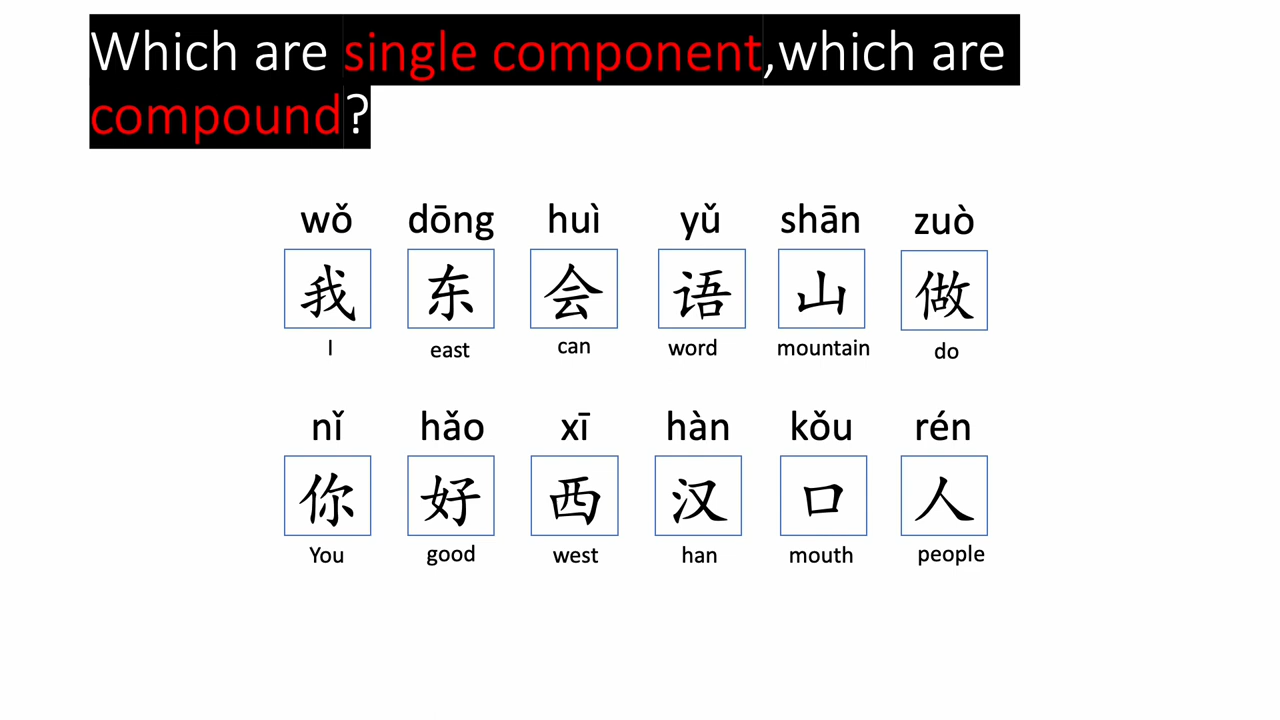 Which are single component,which are
compound?
wǒ dōng huì yǔ shān zuò
我 东 会 语 山 做
I east can word mountain do
nǐ hǎo xī hàn kǒu rén
你 好 西 汉 口 人
You good west han mouth people